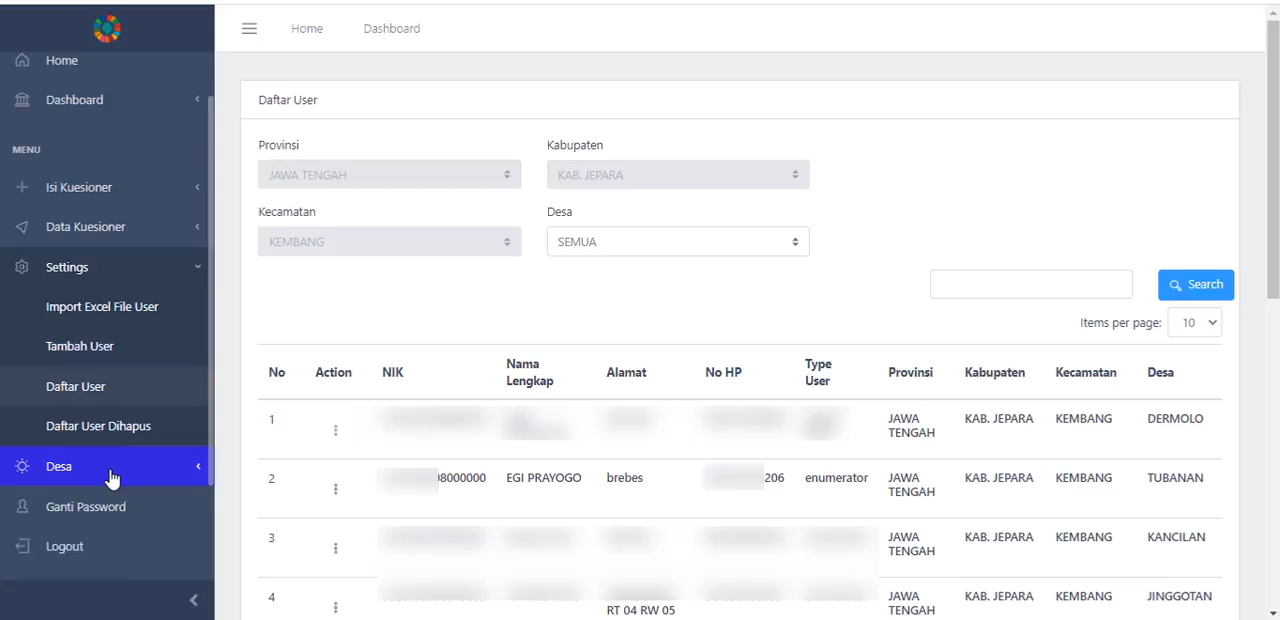 Home
Dashboard
MENU
Isi Kuesioner
Data Kuesioner
Settings
Import Excel File User
Tambah User
Daftar User
Daftar User Dihapus
Desa
Ganti Password
Logout
Home Dashboard
Daftar User
Provinsi Kabupaten
JAWA TENGAH KAB. JEPARA
Kecamatan Desa
KEMBANG SEMUA
Search
Items per page: 10
No Action NIK Nama Lengkap Alamat No HP Type User Provinsi Kabupaten Kecamatan Desa
1 JAWA TENGAH KAB. JEPARA KEMBANG DERMOLO
2 08000000 EGI PRAYOGO brebes 206 enumerator JAWA TENGAH KAB. JEPARA KEMBANG TUBANAN
3 JAWA TENGAH KAB. JEPARA KEMBANG KANCILAN
4 RT 04 RW 05 JAWA TENGAH KAB. JEPARA KEMBANG JINGGOTAN